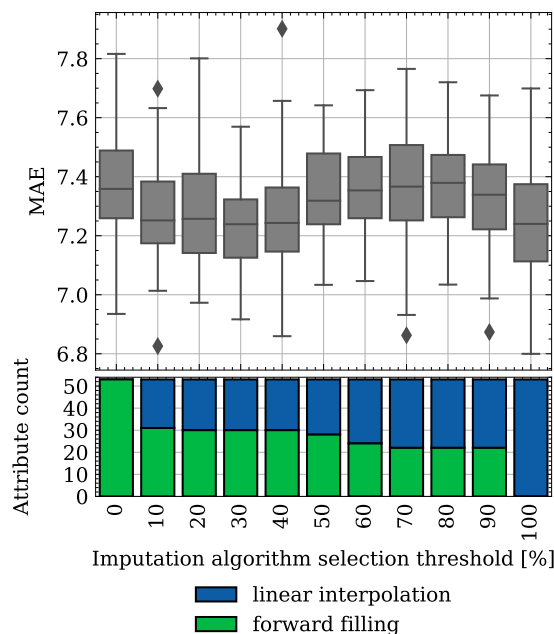 7.8
7.6
7.4
7.2
7.0
6.8
MAE
50
40
30
20
10
0
Attribute count
0 10 20 30 40 50 60 70 80 90 100
Imputation algorithm selection threshold [%]
linear interpolation
forward filling